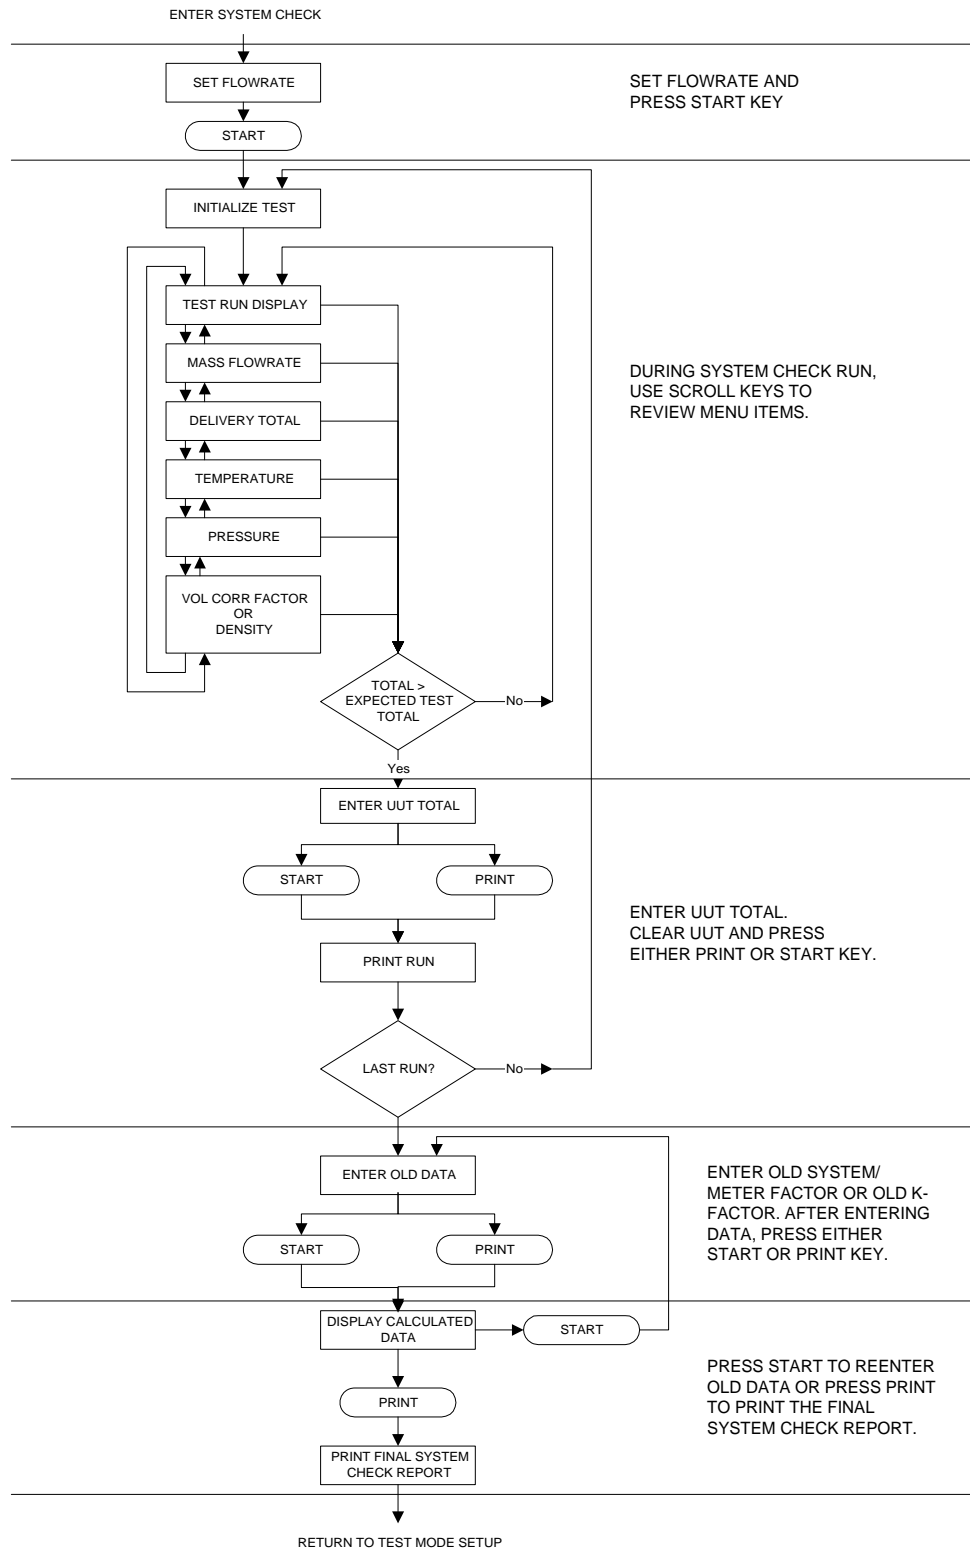 ENTER SYSTEM CHECK
SET FLOWRATE
SET FLOWRATE AND
PRESS START KEY
START
INITIALIZE TEST
TEST RUN DISPLAY
MASS FLOWRATE
DURING SYSTEM CHECK RUN,
USE SCROLL KEYS TO
REVIEW MENU ITEMS.
DELIVERY TOTAL
TEMPERATURE
PRESSURE
VOL CORR FACTOR
OR
DENSITY
TOTAL >
EXPECTED TEST
TOTAL
No
Yes
ENTER UUT TOTAL
START
PRINT
ENTER UUT TOTAL.
CLEAR UUT AND PRESS
EITHER PRINT OR START KEY.
PRINT RUN
LAST RUN?
No
ENTER OLD DATA
ENTER OLD SYSTEM/
METER FACTOR OR OLD K-
FACTOR. AFTER ENTERING
DATA, PRESS EITHER
START OR PRINT KEY.
START
PRINT
DISPLAY CALCULATED
DATA
START
PRESS START TO REENTER
OLD DATA OR PRESS PRINT
TO PRINT THE FINAL
SYSTEM CHECK REPORT.
PRINT
PRINT FINAL SYSTEM
CHECK REPORT
RETURN TO TEST MODE SETUP